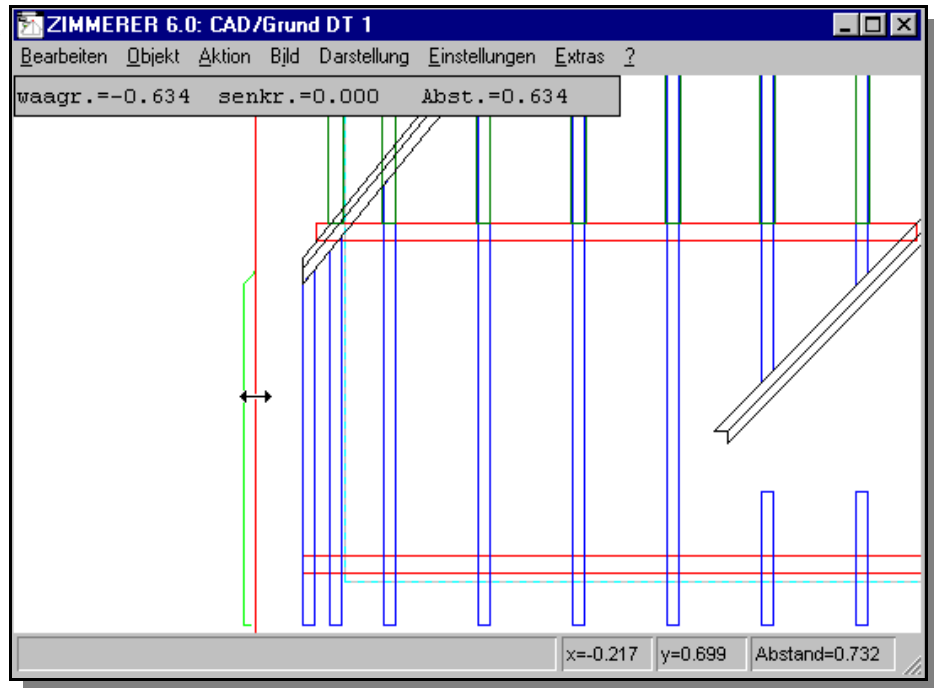 ZIMMERER 6.0: CAD/Grund DT 1
Bearbeiten Objekt Aktion Bild Darstellung Einstellungen Extras ?
waagr.=-0.634 senkr.=0.000 Abst.=0.634
x=-0.217 y=0.699 Abstand=0.732